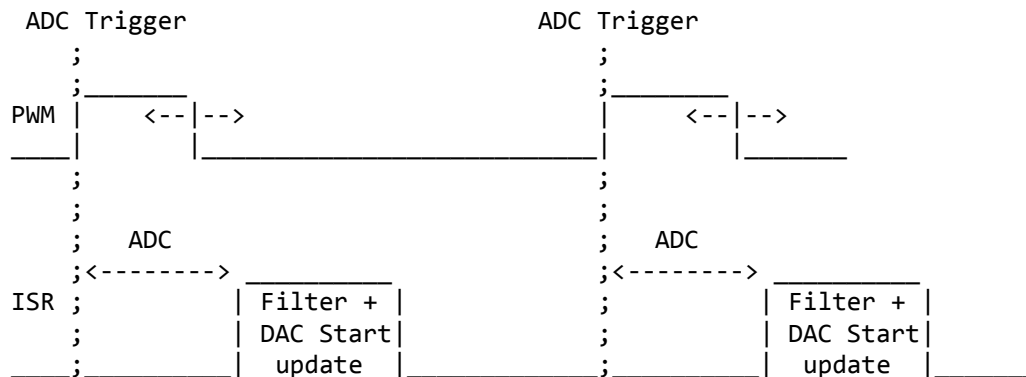 ADC Trigger ADC Trigger
PWM <--|--> <--|-->
ADC ADC
<--------> <-------->
ISR Filter + Filter +
DAC Start DAC Start
update update